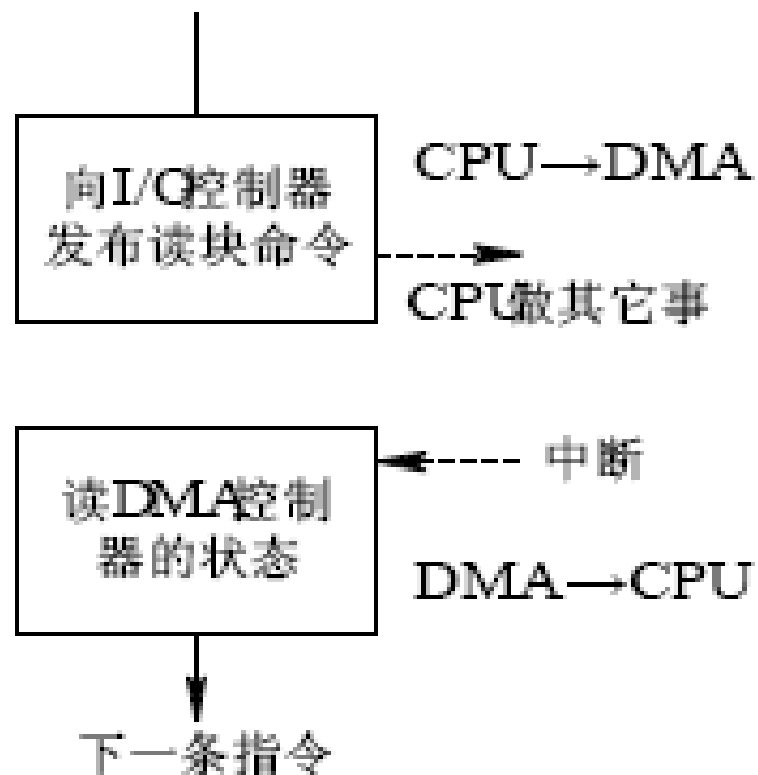 向I/O控制器
发布读块命令
CPU→DMA
CPU做其它事
读DMA控制
器的状态
中断
DMA→CPU
下一条指令